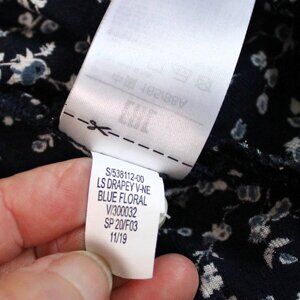 S/538112-00
LS DRAPEY V-NE
BLUE FLORAL
V/300032
SP 20/F03
11/19